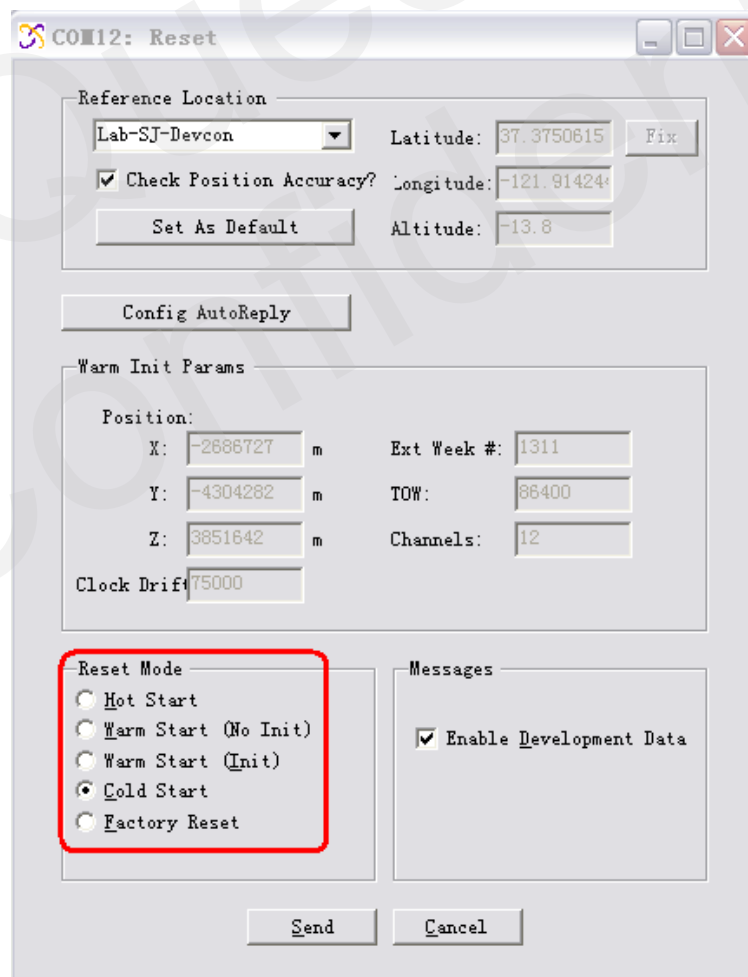 COM12: Reset
Reference Location
Lab-SJ-Devcon
Latitude: 37.3750615 Fix
Check Position Accuracy? Longitude: -121.91424
Set As Default
Altitude: -13.8
Config AutoReply
Warm Init Params
Position:
X: -2686727 m Ext Week #: 1311
Y: -4304282 m TOW: 86400
Z: 3851642 m Channels: 12
Clock Drift 75000
Reset Mode
Messages
Hot Start
Warm Start (No Init)
Enable Development Data
Warm Start (Init)
Cold Start
Factory Reset
Send Cancel
Confidential